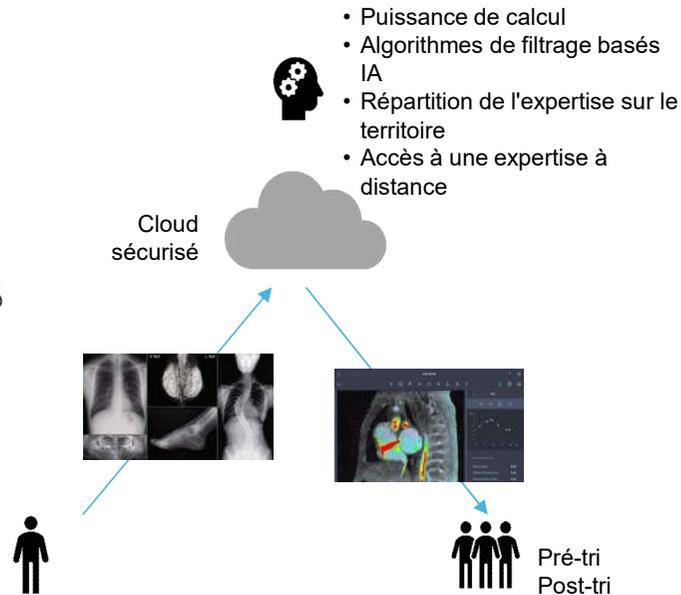 • Puissance de calcul
• Algorithmes de filtrage basés
IA
• Répartition de l'expertise sur le
territoire
• Accès à une expertise à
distance
Cloud
sécurisé
Pré-tri
Post-tri